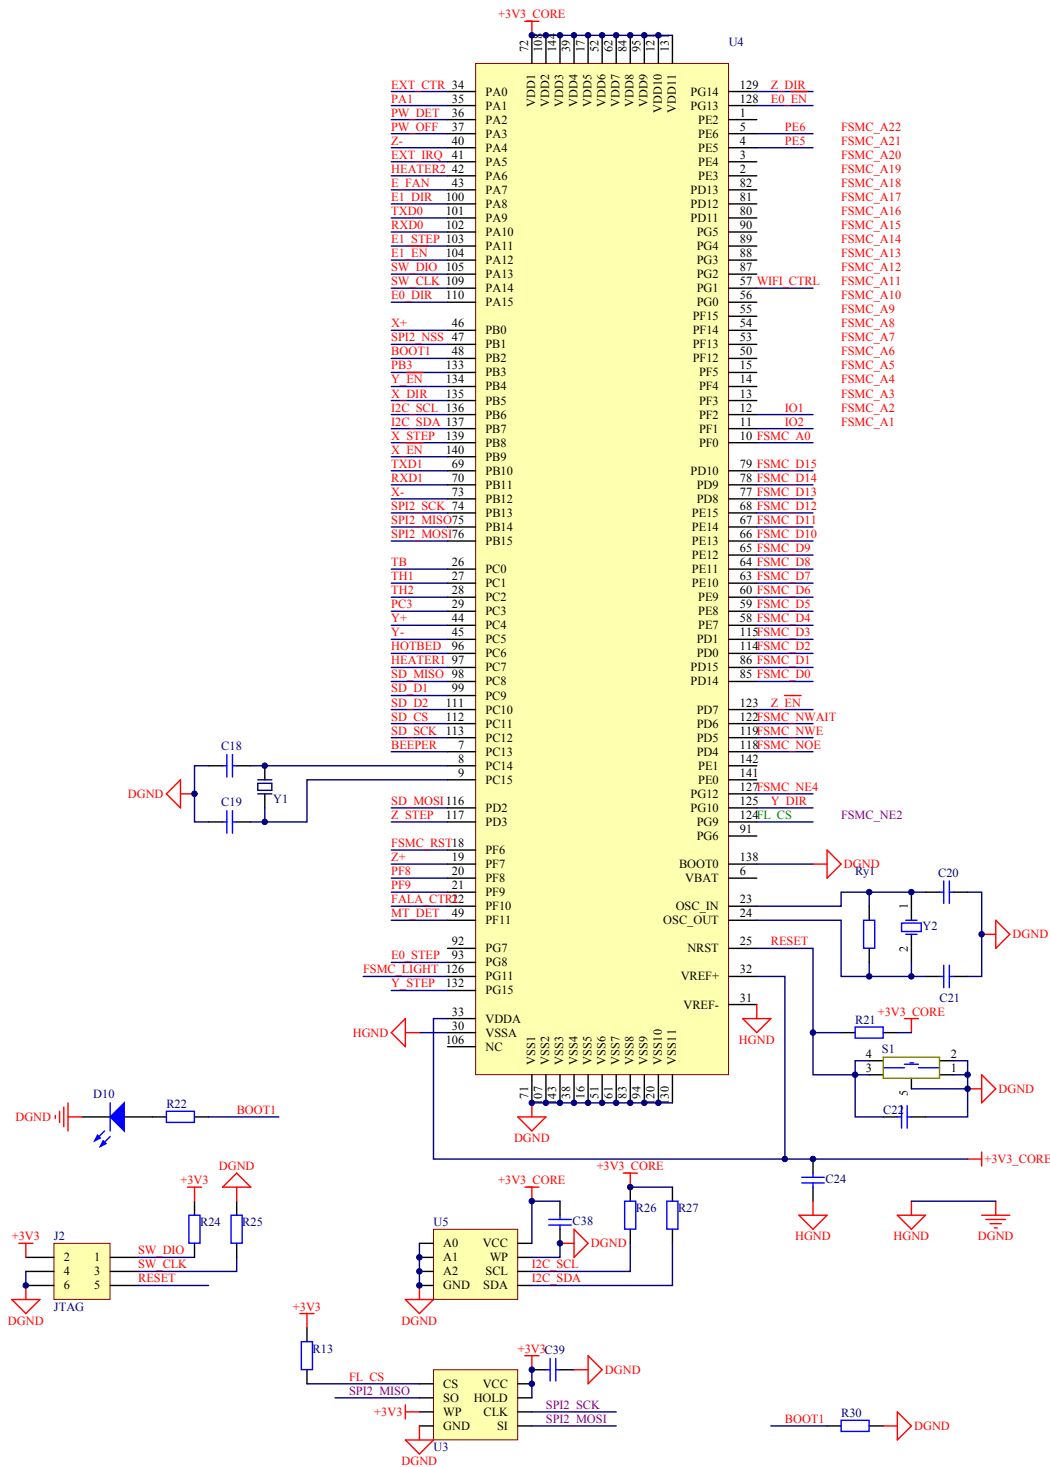 +3V3_CORE
U4
72 108 144 39 17 52 62 84 95 12 13
VDD1 VDD2 VDD3 VDD4 VDD5 VDD6 VDD7 VDD8 VDD9 VDD10 VDD11
EXT_CTR 34 PA0
PA1 35 PA1
PW_DET 36 PA2
PW_OFF 37 PA3
Z- 40 PA4
EXT_IRQ 41 PA5
HEATER2 42 PA6
E_FAN 43 PA7
E1_DIR 100 PA8
TXD0 101 PA9
RXD0 102 PA10
E1_STEP 103 PA11
E1_EN 104 PA12
SW_DIO 105 PA13
SW_CLK 109 PA14
E0_DIR 110 PA15
X+ 46 PB0
SPI2_NSS 47 PB1
BOOT1 48 PB2
PB3 133 PB3
Y_EN 134 PB4
X_DIR 135 PB5
I2C_SCL 136 PB6
I2C_SDA 137 PB7
X_STEP 139 PB8
X_EN 140 PB9
TXD1 69 PB10
RXD1 70 PB11
X- 73 PB12
SPI2_SCK 74 PB13
SPI2_MISO 75 PB14
SPI2_MOSI 76 PB15
TB 26 PC0
TH1 27 PC1
TH2 28 PC2
PC3 29 PC3
Y+ 44 PC4
Y- 45 PC5
HOTBED 96 PC6
HEATER1 97 PC7
SD_MISO 98 PC8
SD_D1 99 PC9
SD_D2 111 PC10
SD_CS 112 PC11
SD_SCK 113 PC12
BEEPER 7 PC13
8 PC14
9 PC15
SD_MOSI 116 PD2
Z_STEP 117 PD3
FSMC_RST 18 PF6
Z+ 19 PF7
PF8 20 PF8
PF9 21 PF9
FALA_CTRL 22 PF10
MT_DET 49 PF11
92 PG7
E0_STEP 93 PG8
FSMC_LIGHT 126 PG11
Y_STEP 132 PG15
33 VDDA
HGND 30 VSSA
106 NC
PG14 129 Z_DIR
PG13 128 E0_EN
PE2 1
PE6 5 PE6 FSMC_A22
PE5 4 PE5 FSMC_A21
PE4 3 FSMC_A20
PE3 2 FSMC_A19
PD13 82 FSMC_A18
PD12 81 FSMC_A17
PD11 80 FSMC_A16
PG5 90 FSMC_A15
PG4 89 FSMC_A14
PG3 88 FSMC_A13
PG2 87 FSMC_A12
PG1 57 WIFI_CTRL FSMC_A11
PG0 56 FSMC_A10
PF15 55 FSMC_A9
PF14 54 FSMC_A8
PF13 53 FSMC_A7
PF12 50 FSMC_A6
PF5 15 FSMC_A5
PF4 14 FSMC_A4
PF3 13 FSMC_A3
PF2 12 IO1 FSMC_A2
PF1 11 IO2 FSMC_A1
PF0 10 FSMC_A0
PD10 79 FSMC_D15
PD9 78 FSMC_D14
PD8 77 FSMC_D13
PE15 68 FSMC_D12
PE14 67 FSMC_D11
PE13 66 FSMC_D10
PE12 65 FSMC_D9
PE11 64 FSMC_D8
PE10 63 FSMC_D7
PE9 60 FSMC_D6
PE8 59 FSMC_D5
PE7 58 FSMC_D4
PD1 115 FSMC_D3
PD0 114 FSMC_D2
PD15 86 FSMC_D1
PD14 85 FSMC_D0
PD7 123 Z_EN
PD6 122 FSMC_NWAIT
PD5 119 FSMC_NWE
PD4 118 FSMC_NOE
PE1 142
PE0 141
PG12 127 FSMC_NE4
PG10 125 Y_DIR
PG9 124 FL_CS FSMC_NE2
PG6 91
BOOT0 138 DGND
VBAT 6
OSC_IN 23
OSC_OUT 24
NRST 25 RESET
VREF+ 32
VREF- 31
HGND
VSS1 VSS2 VSS3 VSS4 VSS5 VSS6 VSS7 VSS8 VSS9 VSS10 VSS11
71 07 43 38 16 51 61 83 94 20 30
DGND
C18
DGND
Y1
C19
Ry1
C20
1
Y2
2
DGND
C21
+3V3_CORE
R21
S1
4 2
3 1
5
DGND
C22
+3V3_CORE
C24
HGND
HGND
DGND
D10
DGND
R22
BOOT1
DGND
+3V3
R24
R25
J2
+3V3
2 1 SW_DIO
4 3 SW_CLK
6 5 RESET
JTAG
DGND
+3V3_CORE
+3V3_CORE
R26
R27
U5
C38
A0 VCC
DGND
A1 WP
A2 SCL I2C_SCL
GND SDA I2C_SDA
DGND
+3V3
R13
+3V3
C39
DGND
FL_CS CS VCC
SPI2_MISO SO HOLD
+3V3 WP CLK SPI2_SCK
GND SI SPI2_MOSI
U3
DGND
BOOT1
R30
DGND